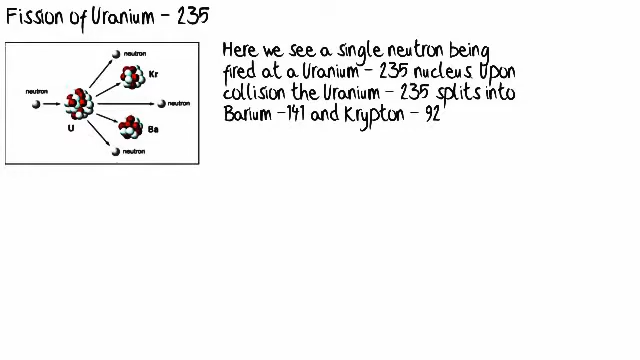 Fission of Uranium - 235
neutron
Kr
neutron
neutron
U
Ba
neutron
Here we see a single neutron being
fired at a Uranium - 235 nucleus. Upon
collision the Uranium - 235 splits into
Barium -141 and Krypton - 92